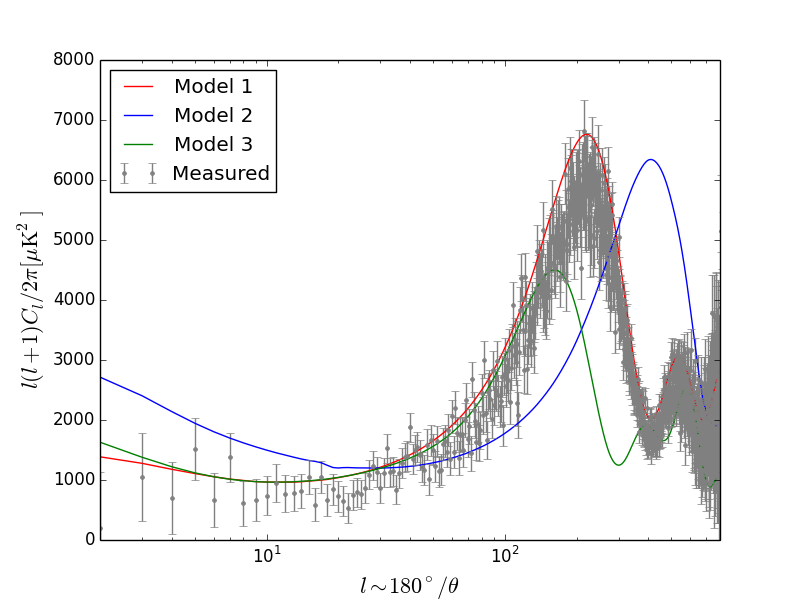 8000
7000
6000
5000
4000
3000
2000
1000
0
l(l+1)C_l/2π[μK²]
Model 1
Model 2
Model 3
Measured
10¹
10²
l~180°/θ